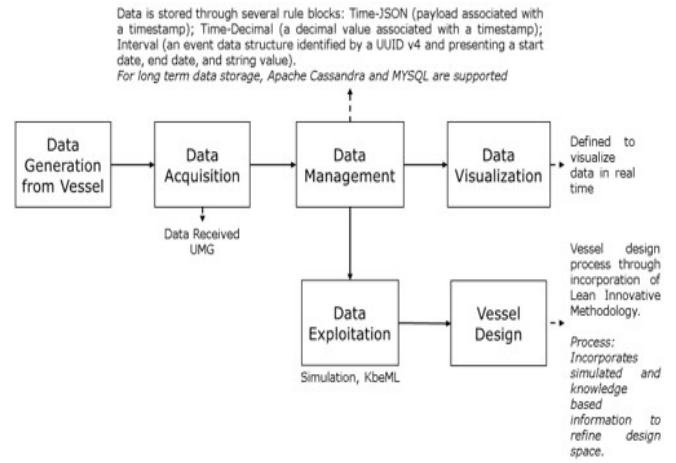 Data is stored through several rule blocks: Time-JSON (payload associated with
a timestamp); Time-Decimal (a decimal value associated with a timestamp);
Interval (an event data structure identified by a UUID v4 and presenting a start
date, end date, and string value).
For long term data storage, Apache Cassandra and MYSQL are supported
Data
Generation
from Vessel
Data
Acquisition
Data
Management
Data
Visualization
Defined to
visualize
data in real
time
Data Received
UMG
Data
Exploitation
Simulation, KbeML
Vessel
Design
Vessel design
process through
incorporation of
Lean Innovative
Methodology.
Process:
Incorporates
simulated and
knowledge
based
information to
refine design
space.